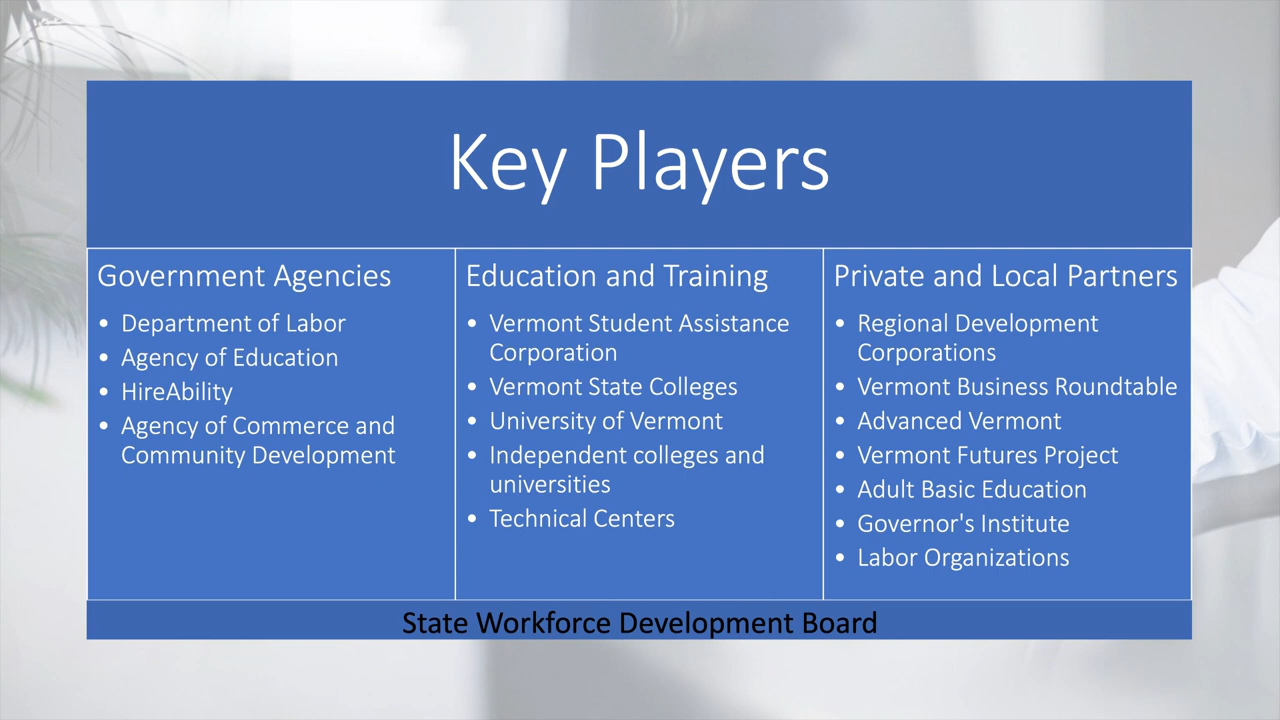 Key Players
Government Agencies
• Department of Labor
• Agency of Education
• HireAbility
• Agency of Commerce and
Community Development
Education and Training
• Vermont Student Assistance
Corporation
• Vermont State Colleges
• University of Vermont
• Independent colleges and
universities
• Technical Centers
Private and Local Partners
• Regional Development
Corporations
• Vermont Business Roundtable
• Advanced Vermont
• Vermont Futures Project
• Adult Basic Education
• Governor's Institute
• Labor Organizations
State Workforce Development Board